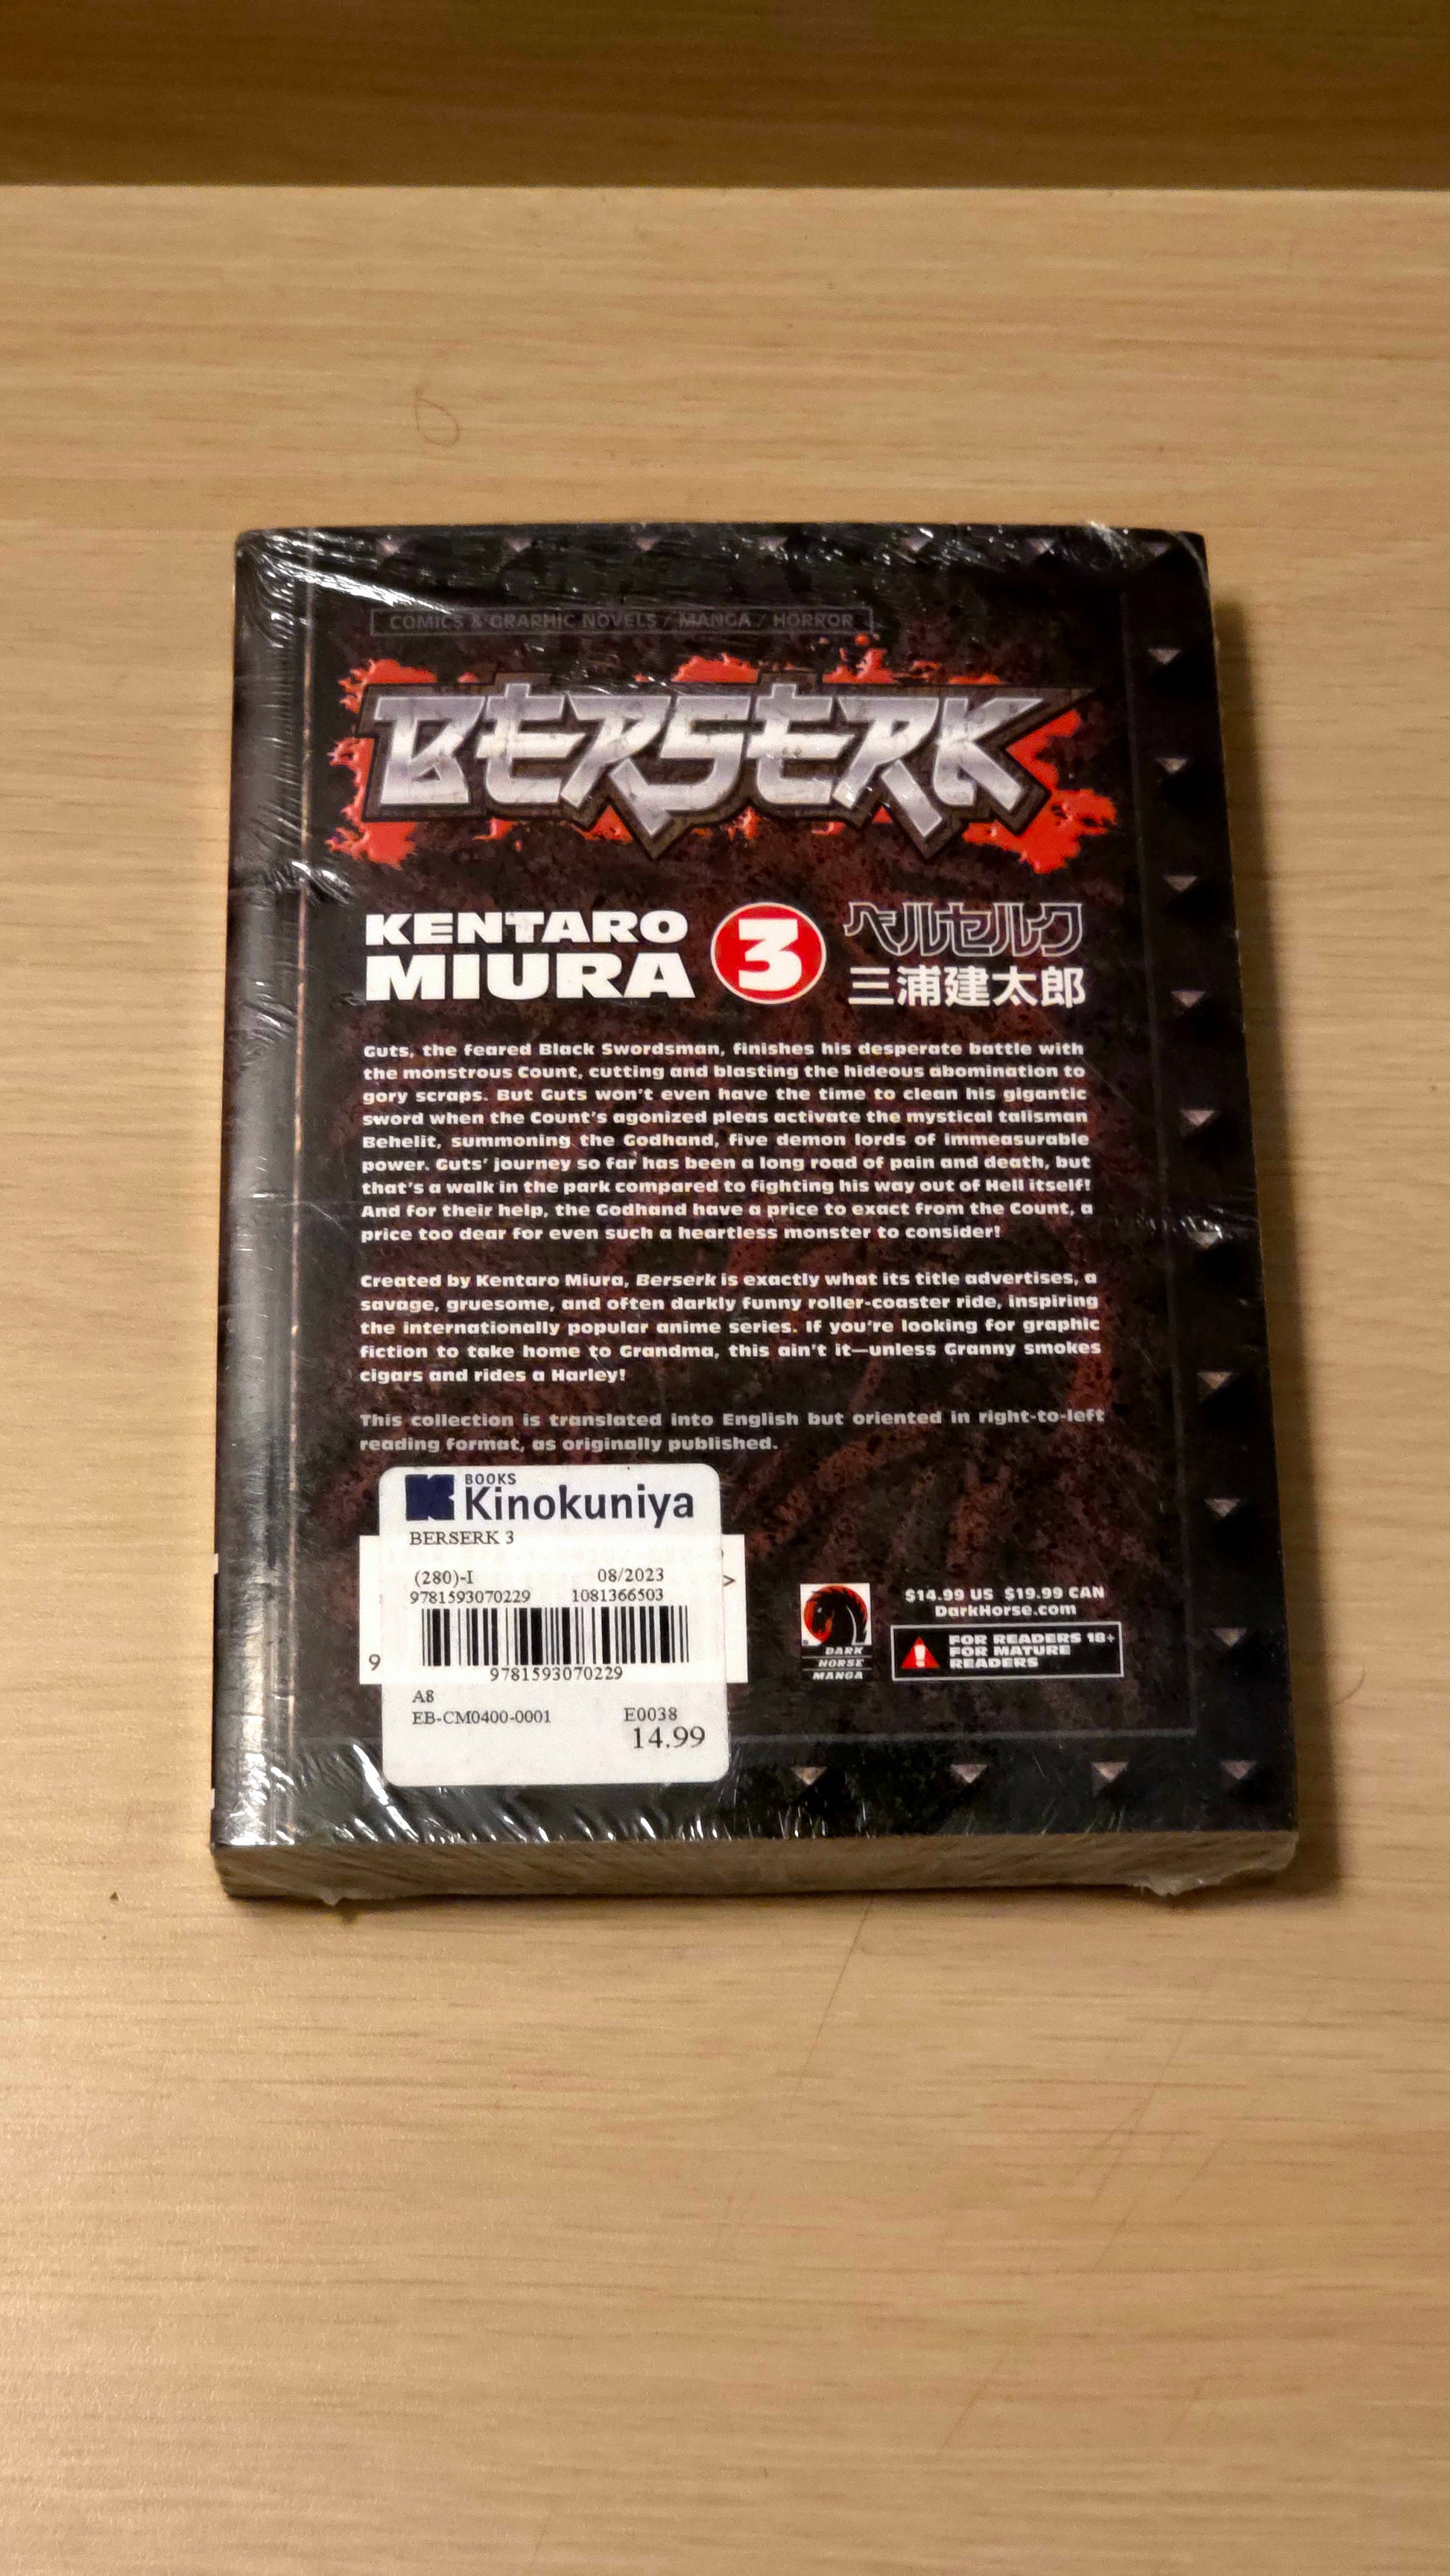 COMICS & GRAPHIC NOVELS / MANGA / HORROR
BERSERK
KENTARO
MIURA
3
ベルセルク
三浦建太郎
Guts, the feared Black Swordsman, finishes his desperate battle with
the monstrous Count, cutting and blasting the hideous abomination to
gory scraps. But Guts won't even have the time to clean his gigantic
sword when the Count's agonized pleas activate the mystical talisman
Behelit, summoning the Godhand, five demon lords of immeasurable
power. Guts' journey so far has been a long road of pain and death, but
that's a walk in the park compared to fighting his way out of Hell itself!
And for their help, the Godhand have a price to exact from the Count, a
price too dear for even such a heartless monster to consider!
Created by Kentaro Miura, Berserk is exactly what its title advertises, a
savage, gruesome, and often darkly funny roller-coaster ride, inspiring
the internationally popular anime series. If you're looking for graphic
fiction to take home to Grandma, this ain't it—unless Granny smokes
cigars and rides a Harley!
This collection is translated into English but oriented in right-to-left
reading format, as originally published.
BOOKS
Kinokuniya
BERSERK 3
(280)-I 08/2023
9781593070229 1081366503
>
9
9781593070229
A8
EB-CM0400-0001 E0038
14.99
DARK
HORSE
MANGA
$14.99 US $19.99 CAN
DarkHorse.com
! FOR READERS 18+
FOR MATURE
READERS